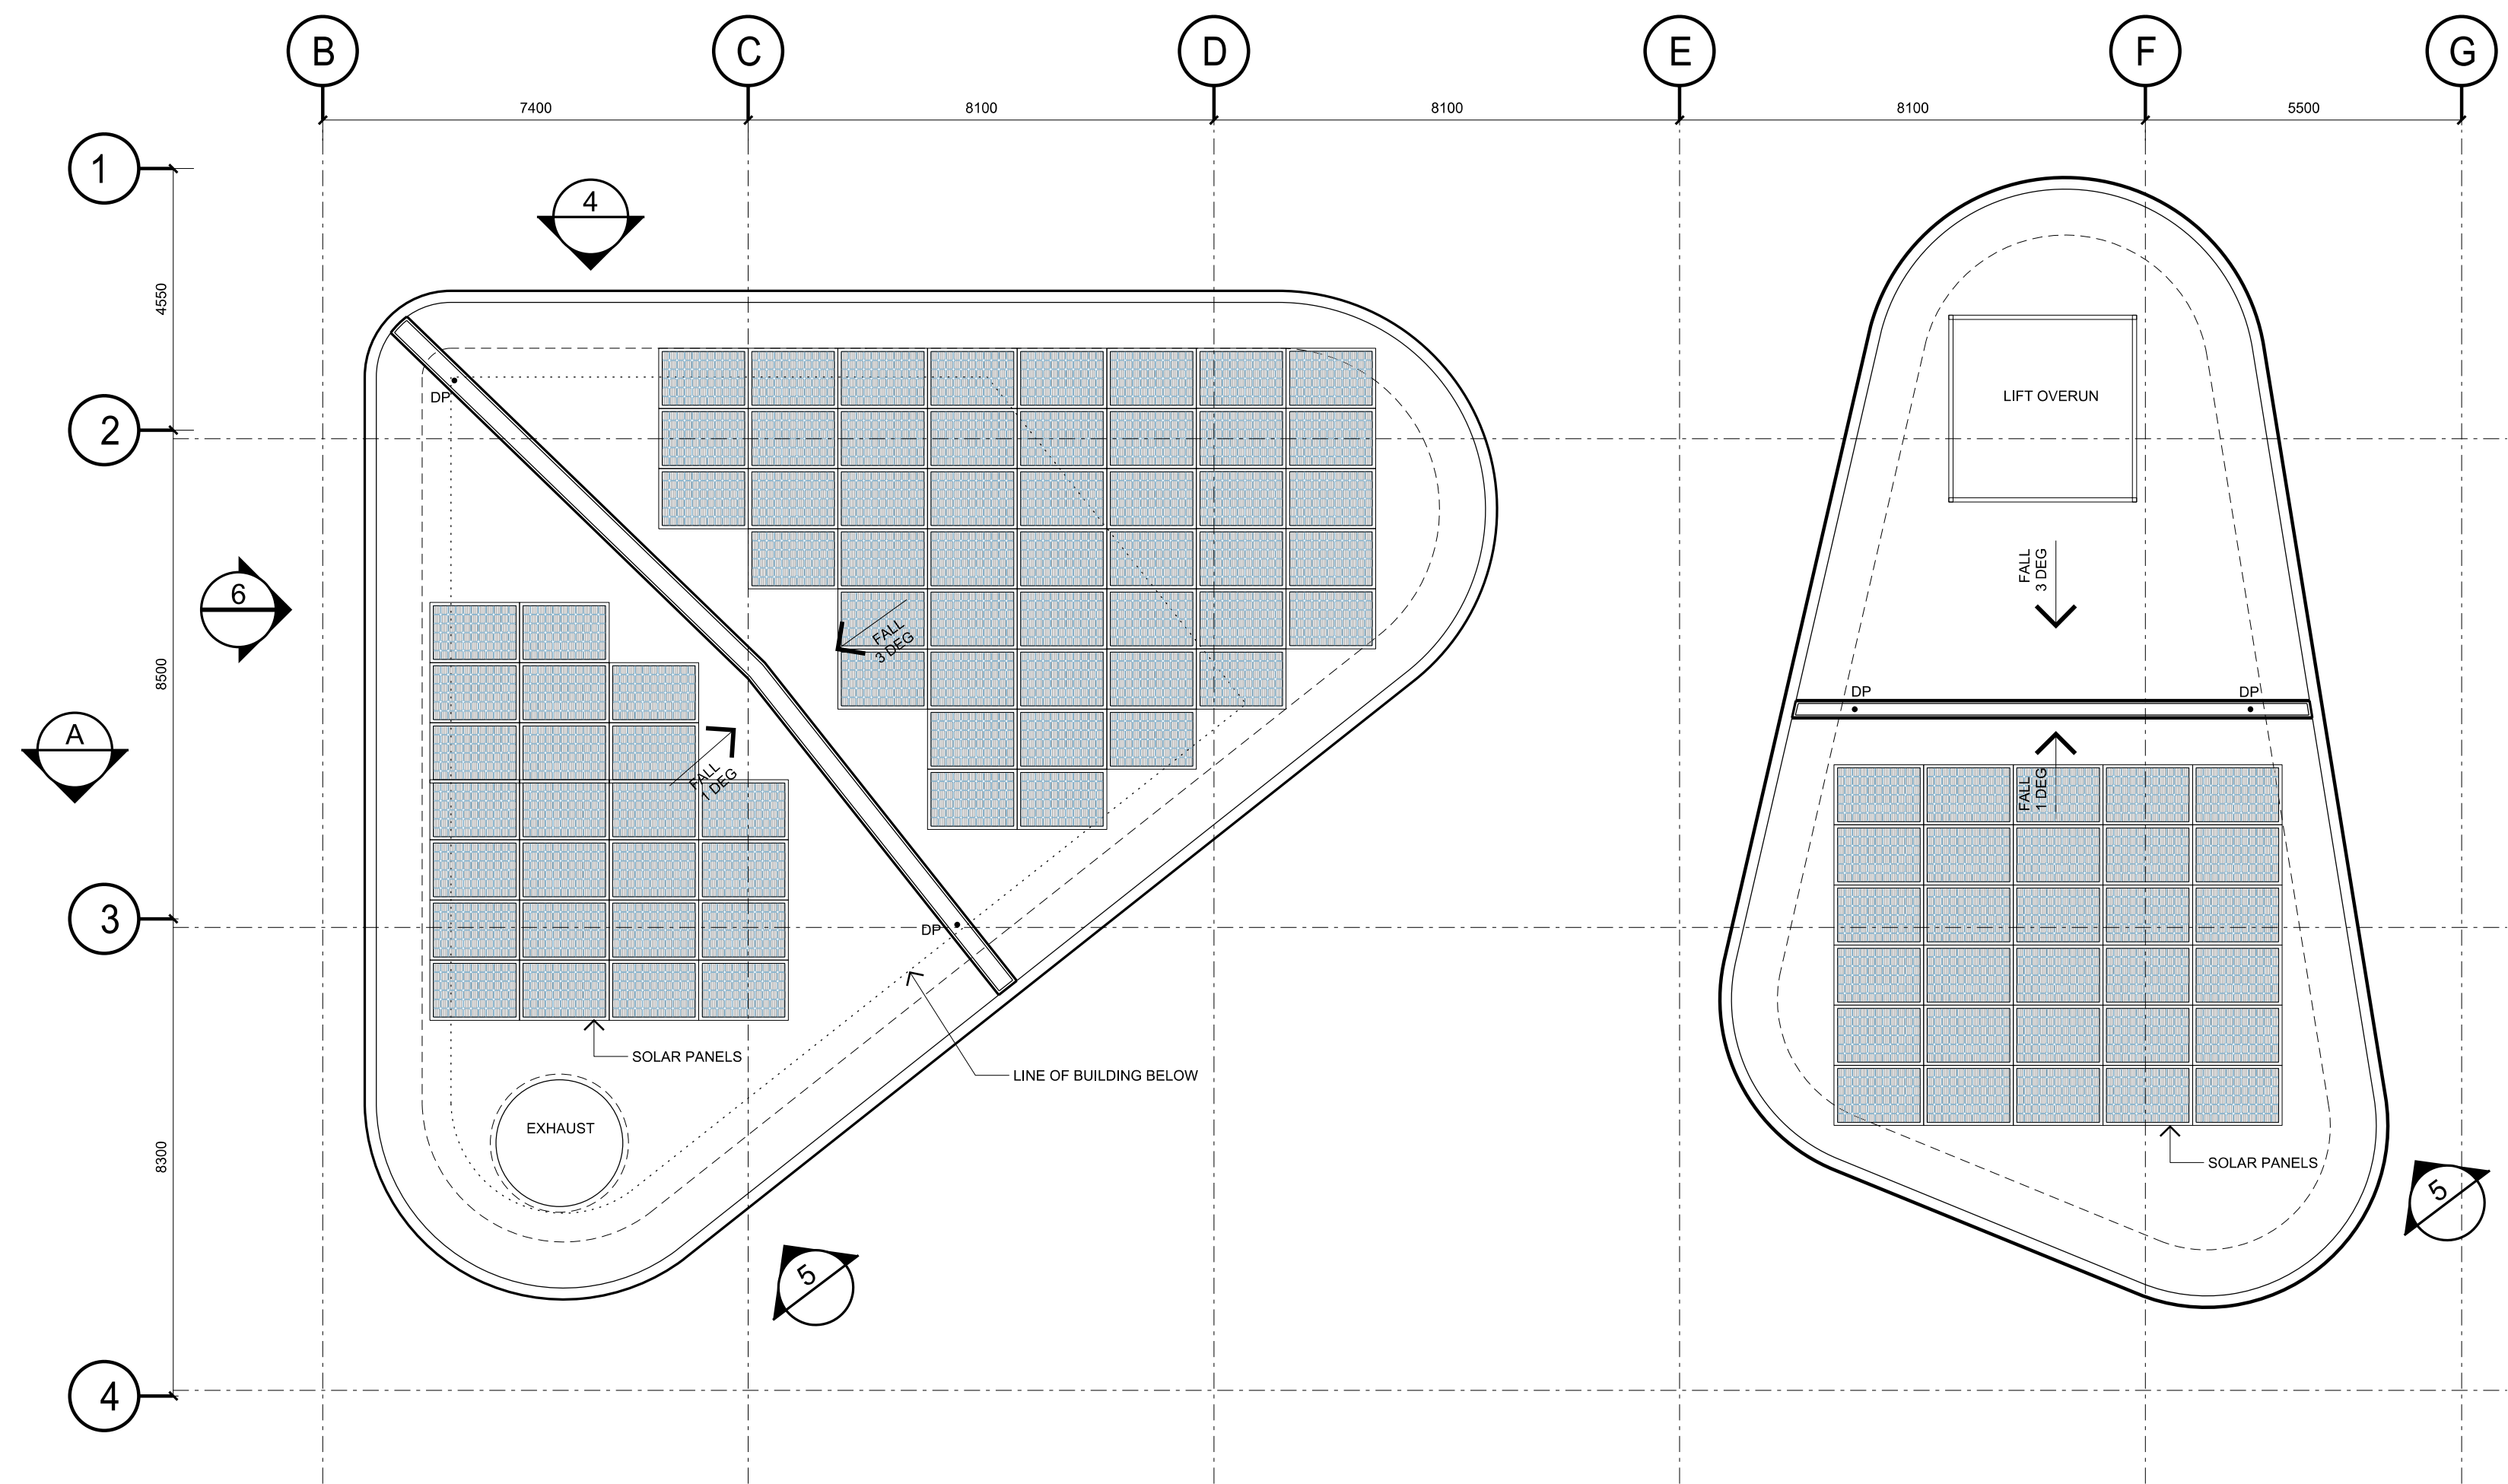 B
C
D
E
F
G
7400
8100
8100
8100
5500
1
4
4550
LIFT OVERUN
DP
2
FALL
3 DEG
6
FALL
3 DEG
8500
DP
DP
A
FALL
1 DEG
FALL
1 DEG
3
DP
SOLAR PANELS
LINE OF BUILDING BELOW
EXHAUST
8300
SOLAR PANELS
5
5
4